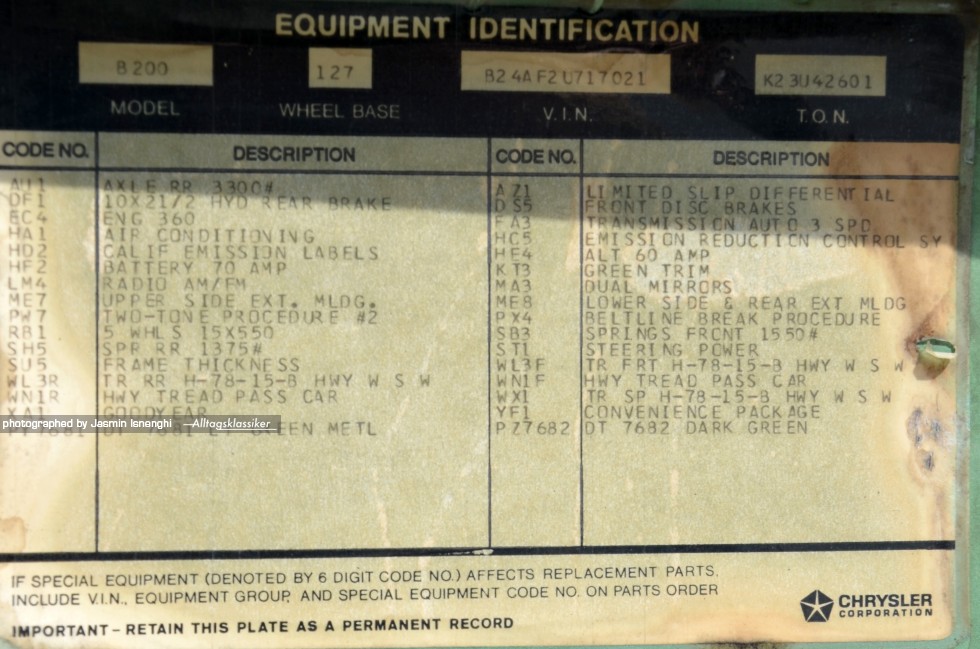 EQUIPMENT IDENTIFICATION
B200 127 B24AF2U717021 K23U42601
MODEL WHEEL BASE V.I.N. T.O.N.
CODE NO. DESCRIPTION CODE NO. DESCRIPTION
AU1 AXLE RR 3300# AZ1 LIMITED SLIP DIFFERENTIAL
DF1 10X21/2 HYD REAR BRAKE DS5 FRONT DISC BRAKES
EC4 ENG 360 EA3 TRANSMISSION AUTO 3 SPD
HA1 AIR CONDITIONING HC5 EMISSION REDUCTION CONTROL SY
HD2 CALIF EMISSION LABELS HE4 ALT 60 AMP
HF2 BATTERY 70 AMP KT3 GREEN TRIM
LM4 RADIO AM/FM MA3 DUAL MIRRORS
ME7 UPPER SIDE EXT. MLDG. ME8 LOWER SIDE & REAR EXT MLDG
PW7 TWO-TONE PROCEDURE #2 PX4 BELTLINE BREAK PROCEDURE
RB1 5 WHLS 15X550 SB3 SPRINGS FRONT 1550#
SH5 SPR RR 1375# ST1 STEERING POWER
SU5 FRAME THICKNESS WL3F TR FRT H-78-15-B HWY W S W
WL3R TR RR H-78-15-B HWY W S W WN1F HWY TREAD PASS CAR
WN1R HWY TREAD PASS CAR WX1 TR SP H-78-15-B HWY W S W
XA1 GOODYEAR YF1 CONVENIENCE PACKAGE
photographed by Jasmin Isnenghi —Alltagsklassiker
GREEN METL PZ7682 DT 7682 DARK GREEN
IF SPECIAL EQUIPMENT (DENOTED BY 6 DIGIT CODE NO.) AFFECTS REPLACEMENT PARTS,
INCLUDE V.I.N., EQUIPMENT GROUP, AND SPECIAL EQUIPMENT CODE NO. ON PARTS ORDER
CHRYSLER
CORPORATION
IMPORTANT – RETAIN THIS PLATE AS A PERMANENT RECORD